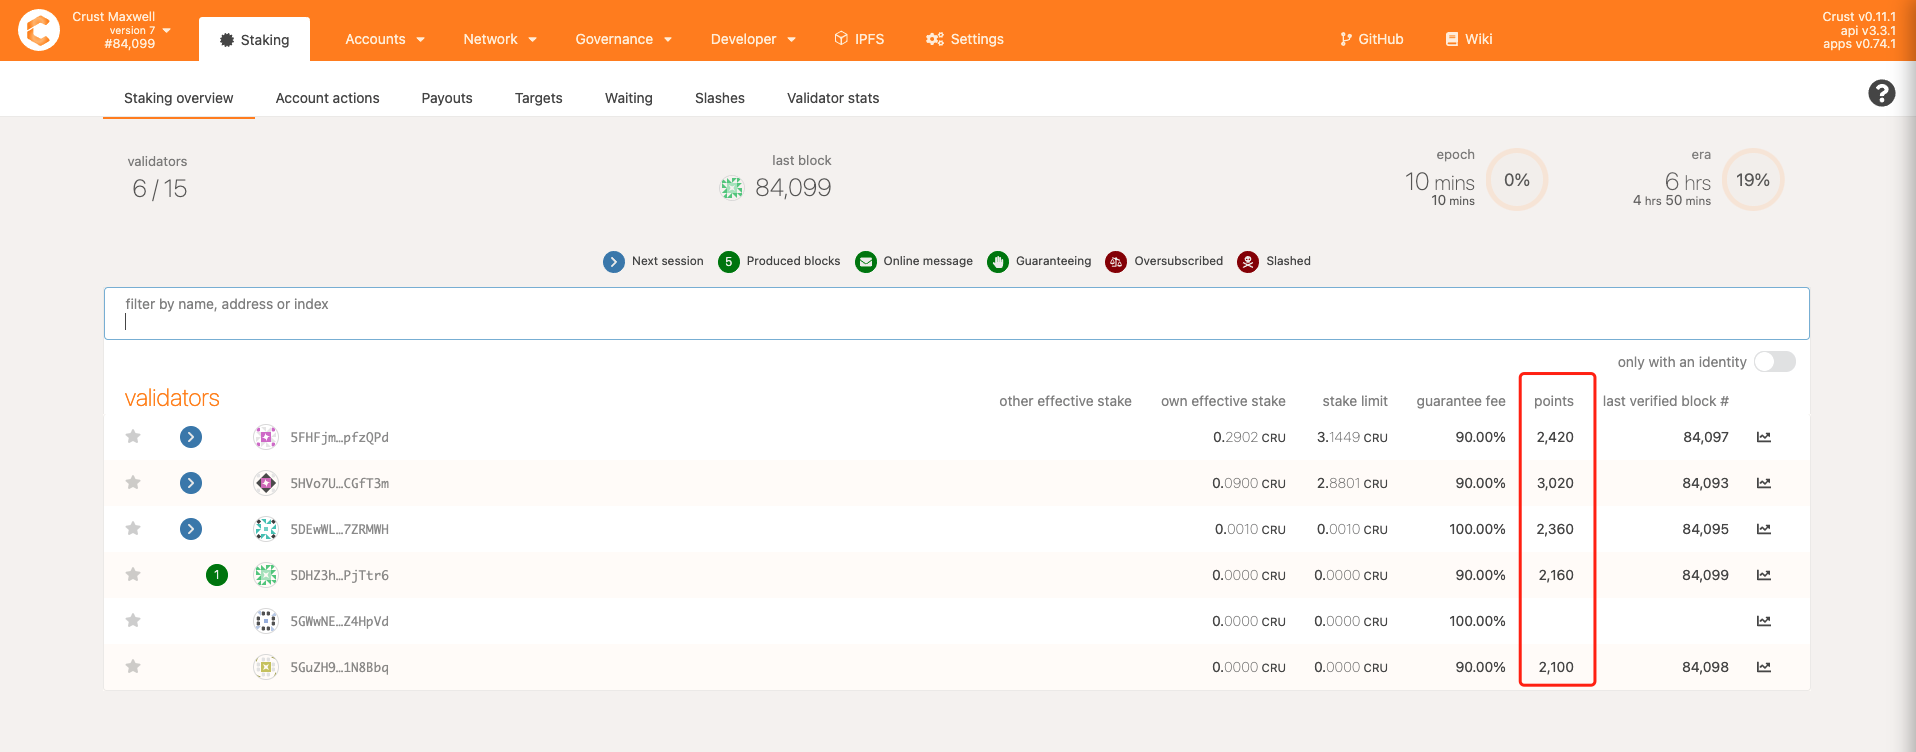 Crust Maxwell
version 7
#84,099
Staking
Accounts
Network
Governance
Developer
IPFS
Settings
GitHub
Wiki
Crust v0.11.1
api v3.3.1
apps v0.74.1
Staking overview
Account actions
Payouts
Targets
Waiting
Slashes
Validator stats
?
validators
6 / 15
last block
84,099
epoch
10 mins
10 mins
0%
era
6 hrs
4 hrs 50 mins
19%
Next session
5 Produced blocks
Online message
Guaranteeing
Oversubscribed
Slashed
filter by name, address or index
only with an identity
validators other effective stake own effective stake stake limit guarantee fee points last verified block #
5FHFjm…pfzQPd 0.2902 CRU 3.1449 CRU 90.00% 2,420 84,097
5HVo7U…CGfT3m 0.0900 CRU 2.8801 CRU 90.00% 3,020 84,093
5DEwWL…7ZRMWH 0.0010 CRU 0.0010 CRU 100.00% 2,360 84,095
1 5DHZ3h…PjTtr6 0.0000 CRU 0.0000 CRU 90.00% 2,160 84,099
5GWwNE…Z4HpVd 0.0000 CRU 0.0000 CRU 100.00%
5GuZH9…1N8Bbq 0.0000 CRU 0.0000 CRU 90.00% 2,100 84,098